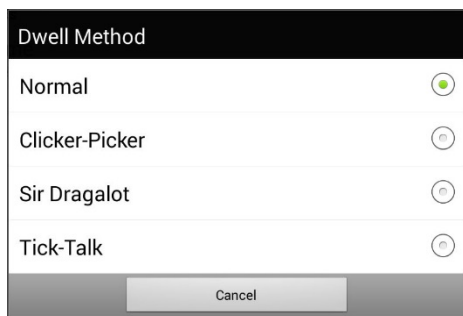 Dwell Method
Normal
Clicker-Picker
Sir Dragalot
Tick-Talk
Cancel